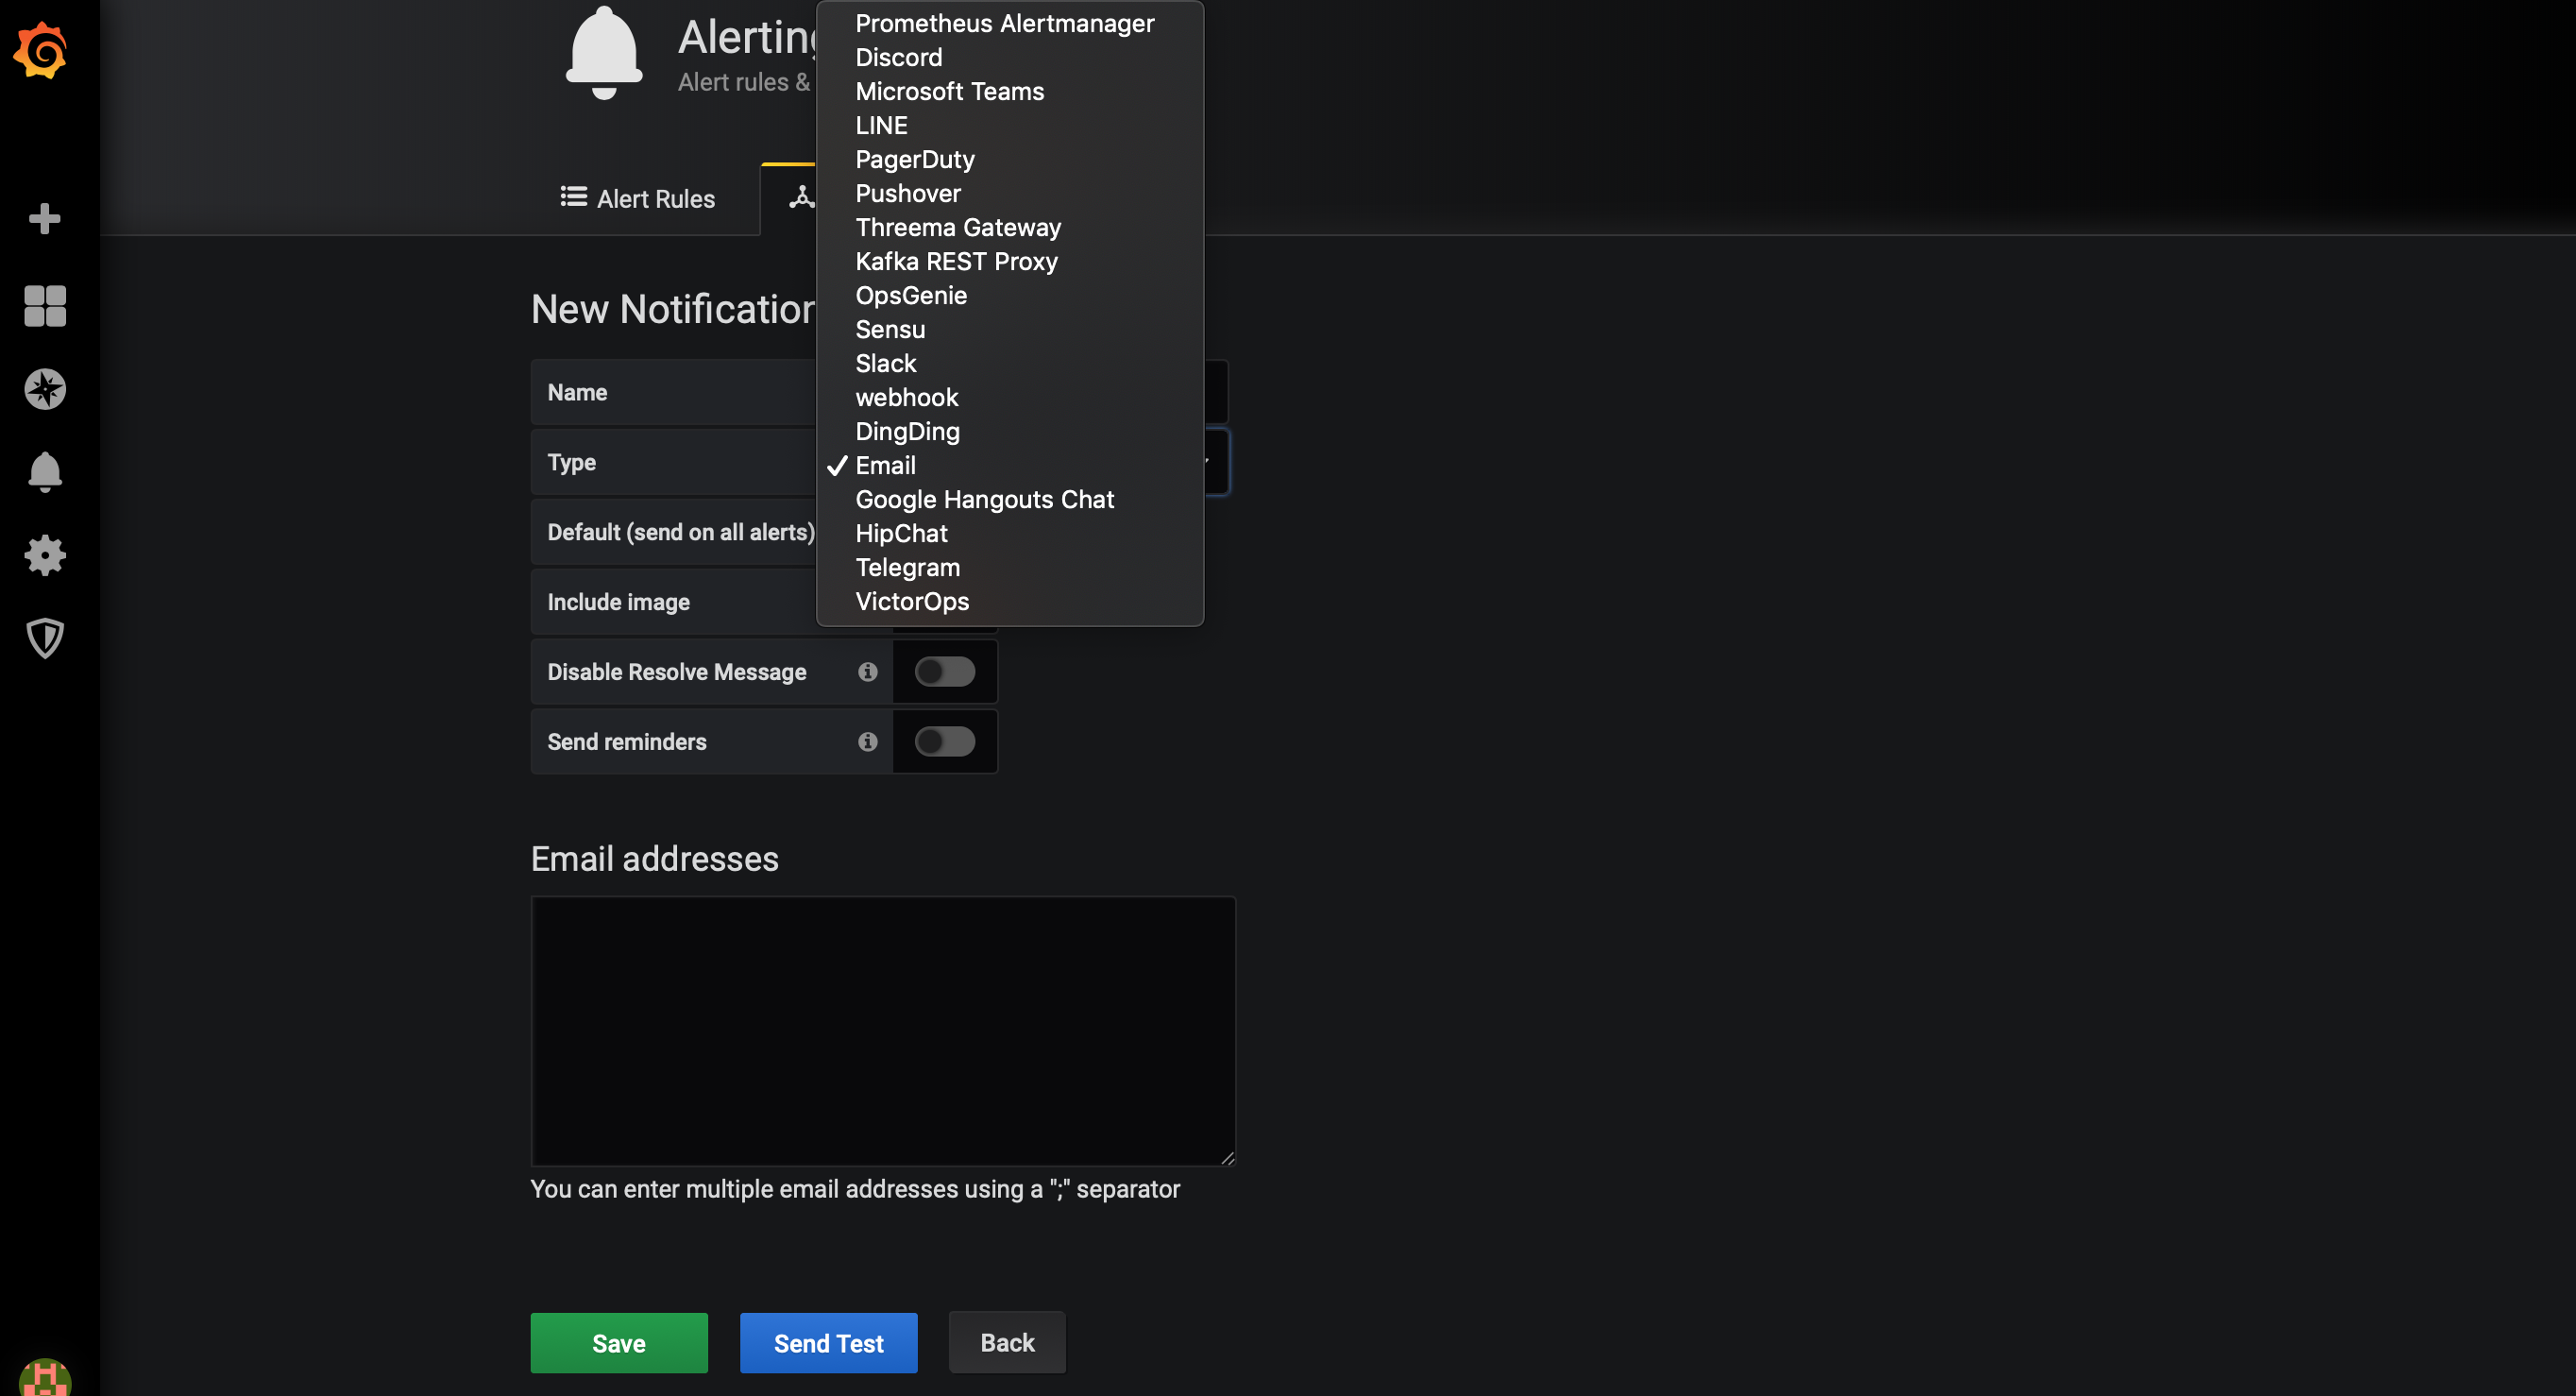 Alerting
Alert rules &
Alert Rules
New Notification
Name
Type
Default (send on all alerts)
Include image
Disable Resolve Message
Send reminders
Prometheus Alertmanager
Discord
Microsoft Teams
LINE
PagerDuty
Pushover
Threema Gateway
Kafka REST Proxy
OpsGenie
Sensu
Slack
webhook
DingDing
Email
Google Hangouts Chat
HipChat
Telegram
VictorOps
Email addresses
You can enter multiple email addresses using a ";" separator
Save
Send Test
Back